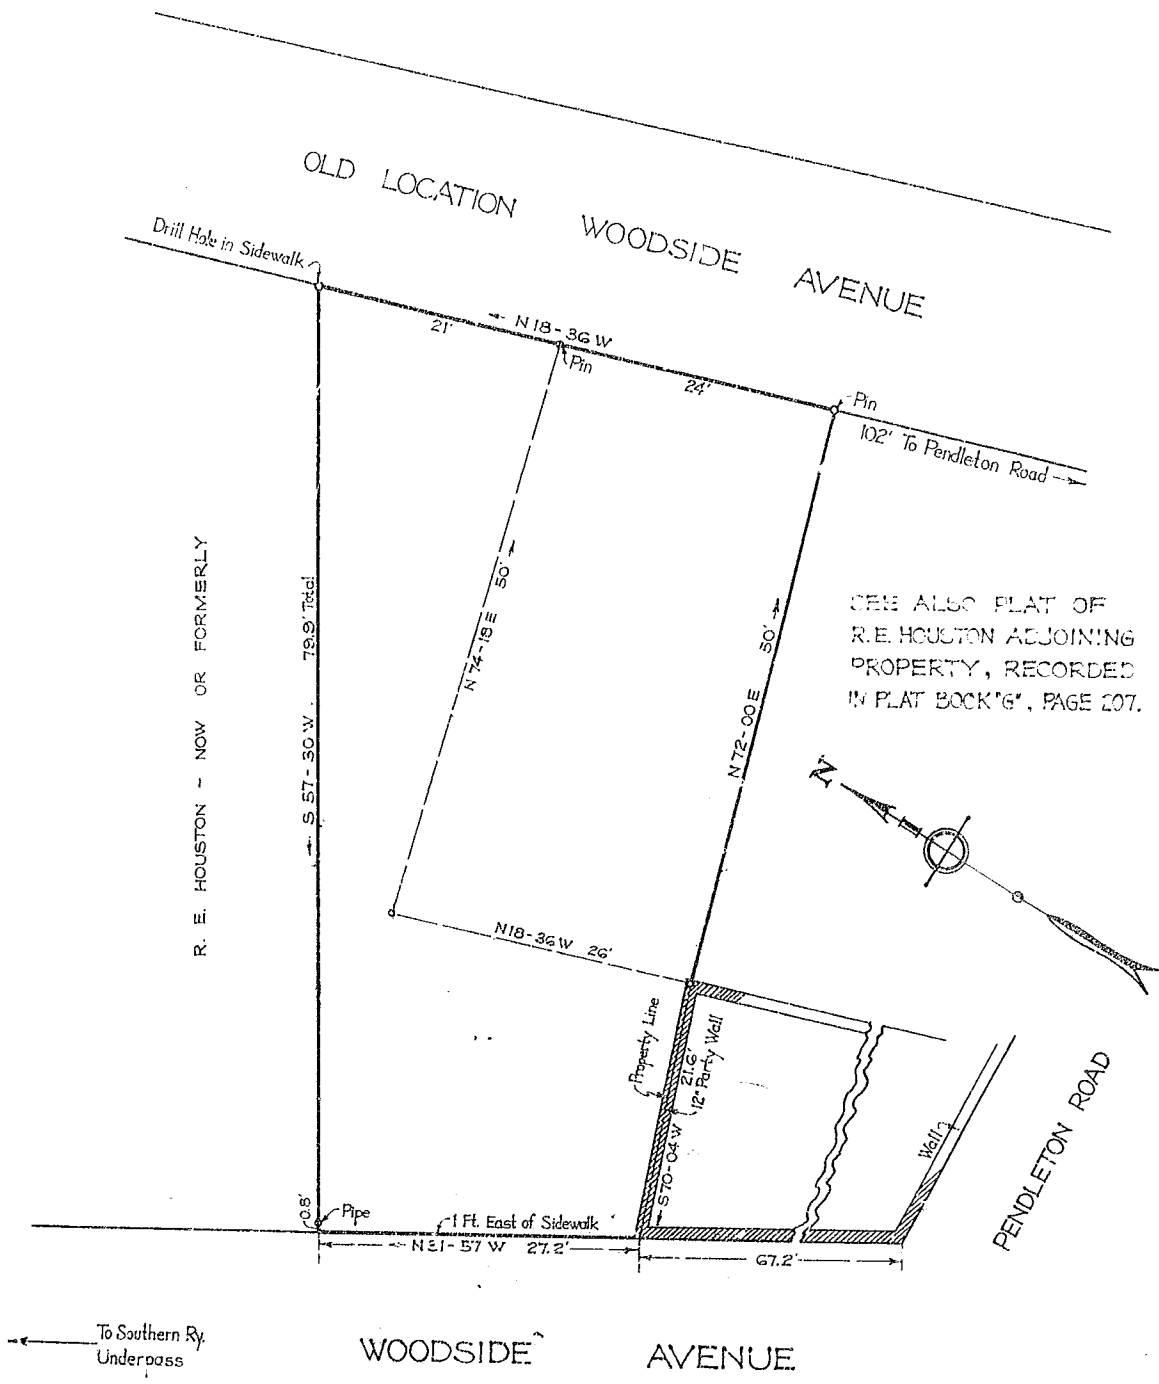 OLD LOCATION WOODSIDE AVENUE
Drill Hole in Sidewalk
21'
N 18-36 W
Pin
24'
Pin
102' To Pendleton Road
R. E. HOUSTON - NOW OR FORMERLY
S 57-30 W. 79.9' Total
N 74-18 E 50'
N 72-00 E 50'
SEE ALSO PLAT OF
R.E. HOUSTON ADJOINING
PROPERTY, RECORDED
IN PLAT BOOK "G", PAGE 207.
N
N18-36W 26'
Property Line
21.6'
12" Party Wall
S 70-04 W
Wall
PENDLETON ROAD
0.8'
Pipe
1 Ft. East of Sidewalk
27.2'
67.2'
To Southern Ry.
Underpass
WOODSIDE AVENUE